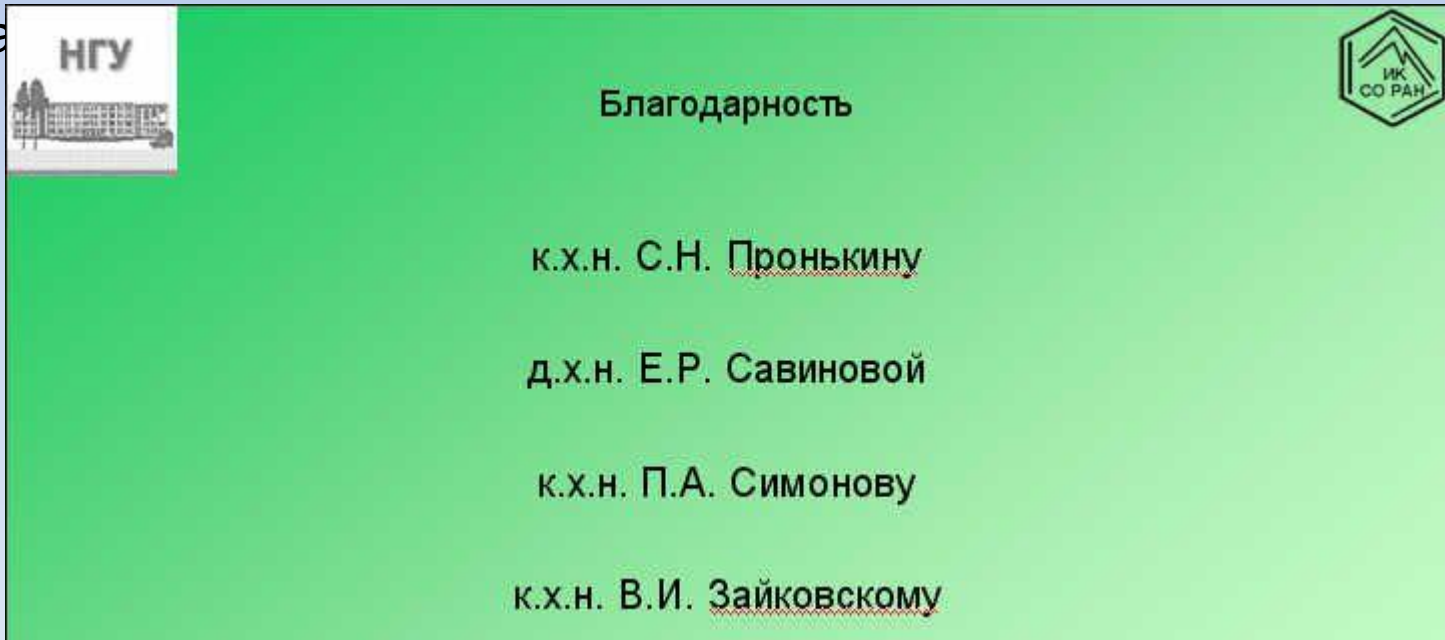 НГУ
ИК
СО РАН
Благодарность
к.х.н. С.Н. Пронькину
д.х.н. Е.Р. Савиновой
к.х.н. П.А. Симонову
к.х.н. В.И. Зайковскому